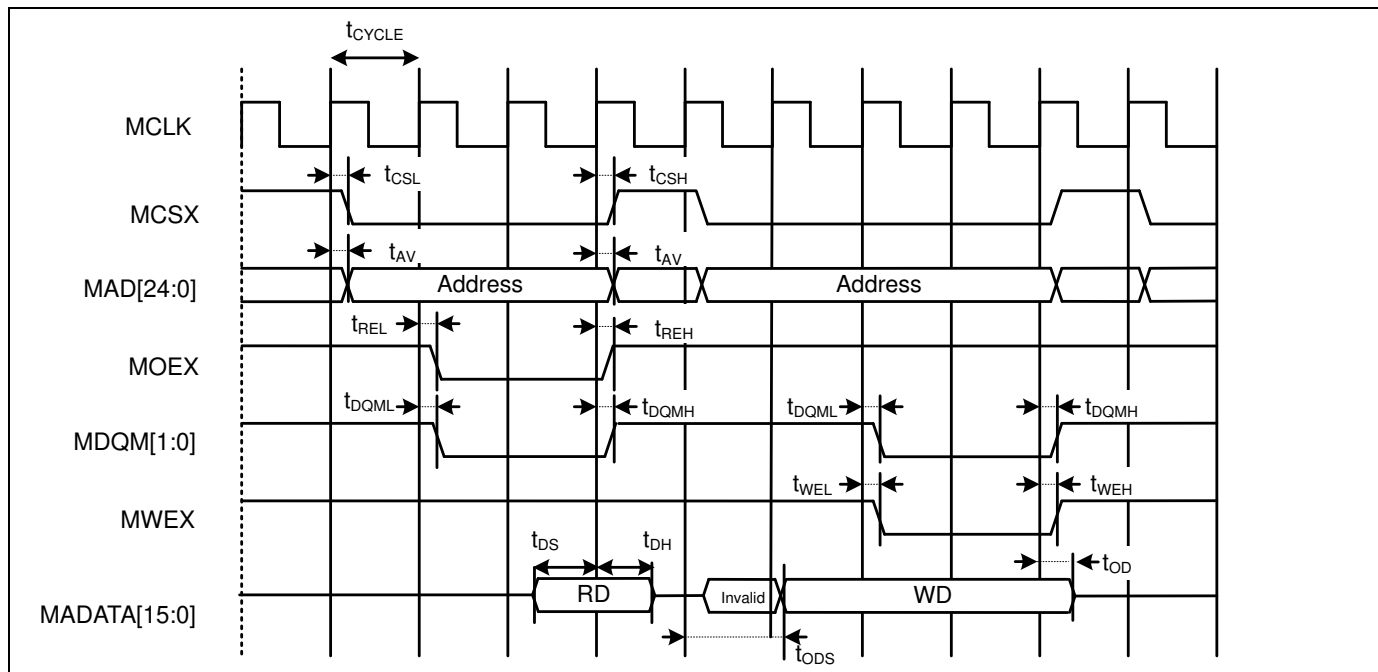 tCYCLE
MCLK
tCSL tCSH
MCSX
tAV tAV
MAD[24:0] Address Address
tREL tREH
MOEX
tDQML tDQMH tDQML tDQMH
MDQM[1:0]
tWEL tWEH
MWEX
tDS tDH
tOD
MADATA[15:0] RD Invalid WD
tODS